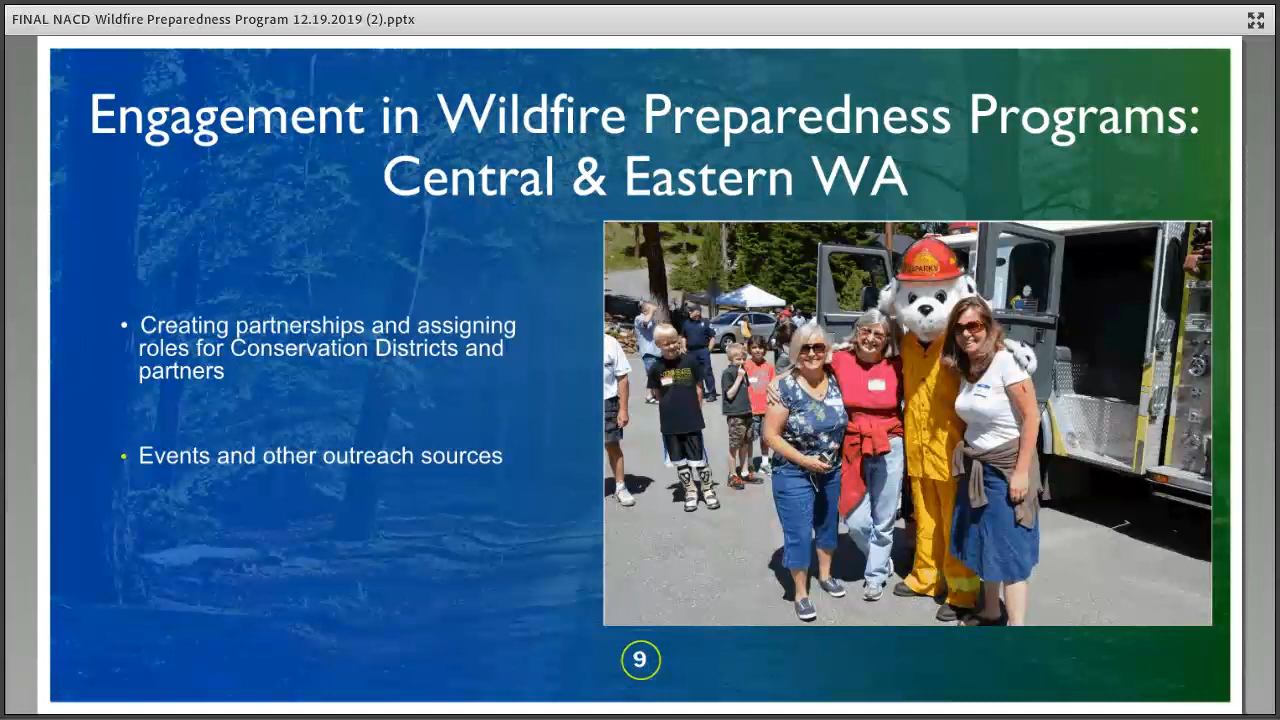 FINAL NACD Wildfire Preparedness Program 12.19.2019 (2).pptx
Engagement in Wildfire Preparedness Programs:
Central & Eastern WA
• Creating partnerships and assigning
roles for Conservation Districts and
partners
• Events and other outreach sources
SPARKY
9